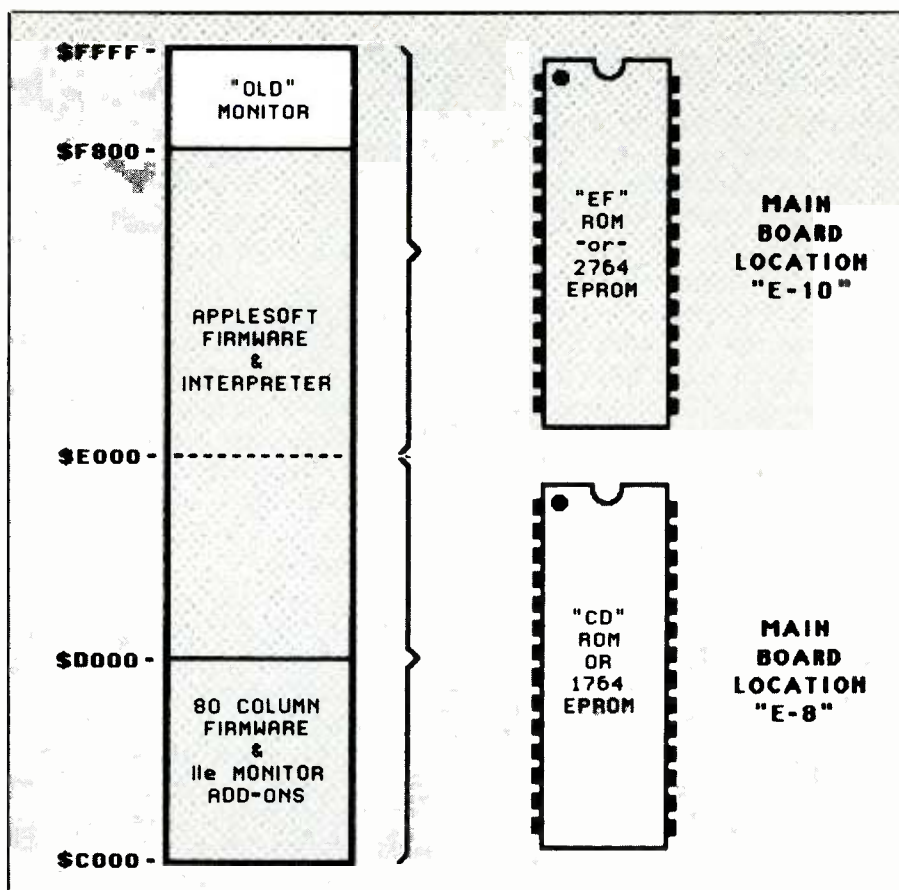 $FFFF-
"OLD"
MONITOR
$F800-
APPLESOFT
FIRMWARE
&
INTERPRETER
$E000-
$D000-
80 COLUMN
FIRMWARE
&
IIe MONITOR
ADD-ONS
$C000-
"EF"
ROM
-or-
2764
EPROM
MAIN
BOARD
LOCATION
"E-10"
"CD"
ROM
OR
1764
EPROM
MAIN
BOARD
LOCATION
"E-8"